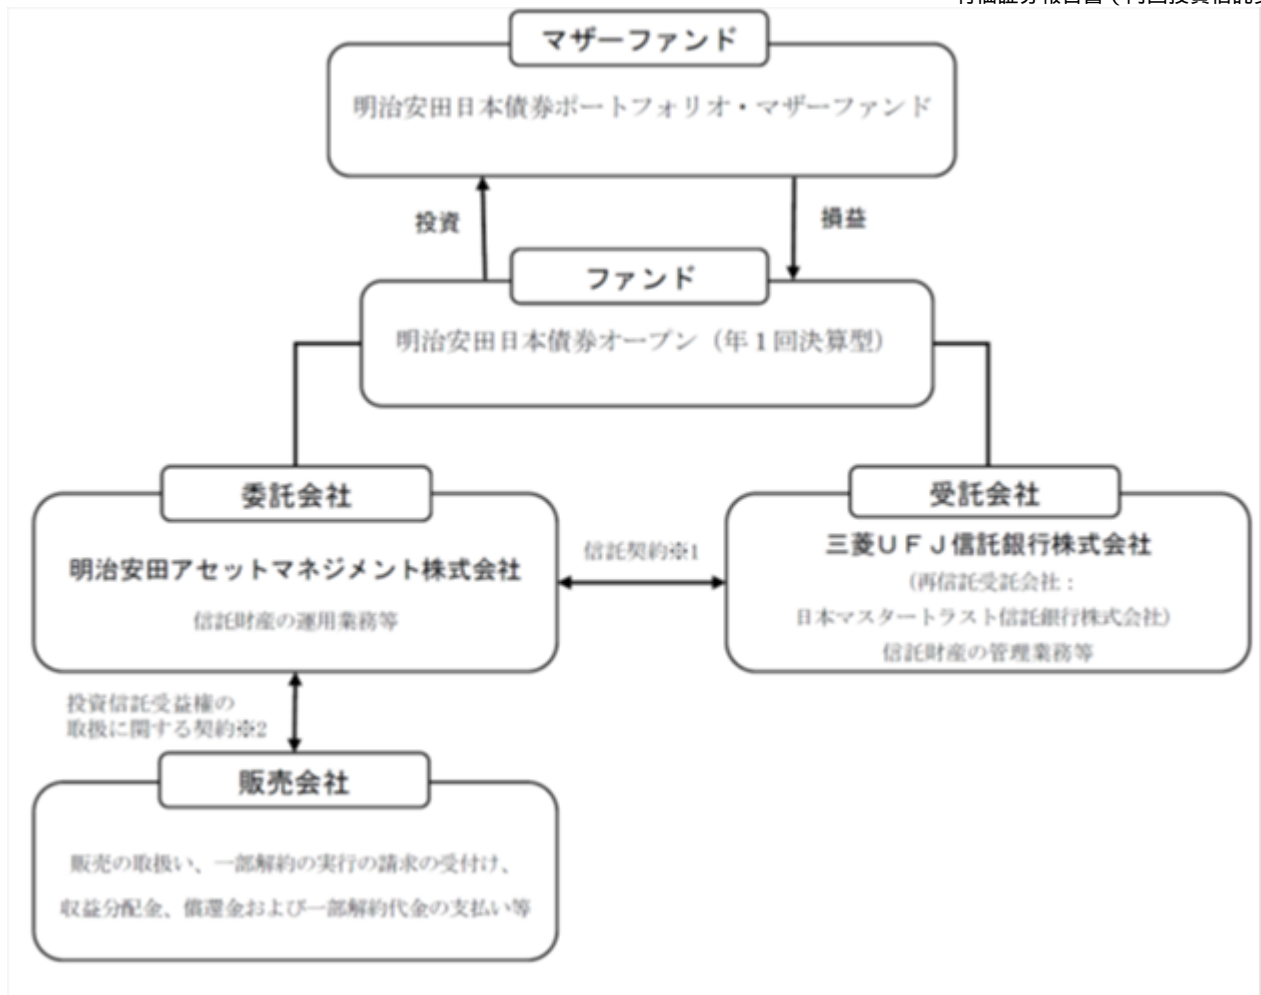 マザーファンド
明治安田日本債券ポートフォリオ・マザーファンド
投資
損益
ファンド
明治安田日本債券オープン（年１回決算型）
委託会社
明治安田アセットマネジメント株式会社
信託財産の運用業務等
信託契約※1
受託会社
三菱ＵＦＪ信託銀行株式会社
（再信託受託会社：
日本マスタートラスト信託銀行株式会社）
信託財産の管理業務等
投資信託受益権の
取扱に関する契約※2
販売会社
販売の取扱い、一部解約の実行の請求の受付け、
収益分配金、償還金および一部解約代金の支払い等